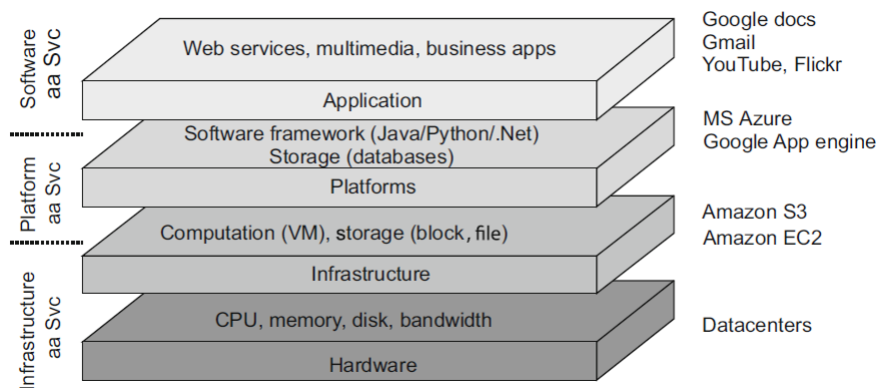 Software
aa Svc
Web services, multimedia, business apps
Application
Google docs
Gmail
YouTube, Flickr
Platform
aa Svc
Software framework (Java/Python/.Net)
Storage (databases)
Platforms
MS Azure
Google App engine
Infrastructure
aa Svc
Computation (VM), storage (block, file)
Infrastructure
Amazon S3
Amazon EC2
CPU, memory, disk, bandwidth
Hardware
Datacenters